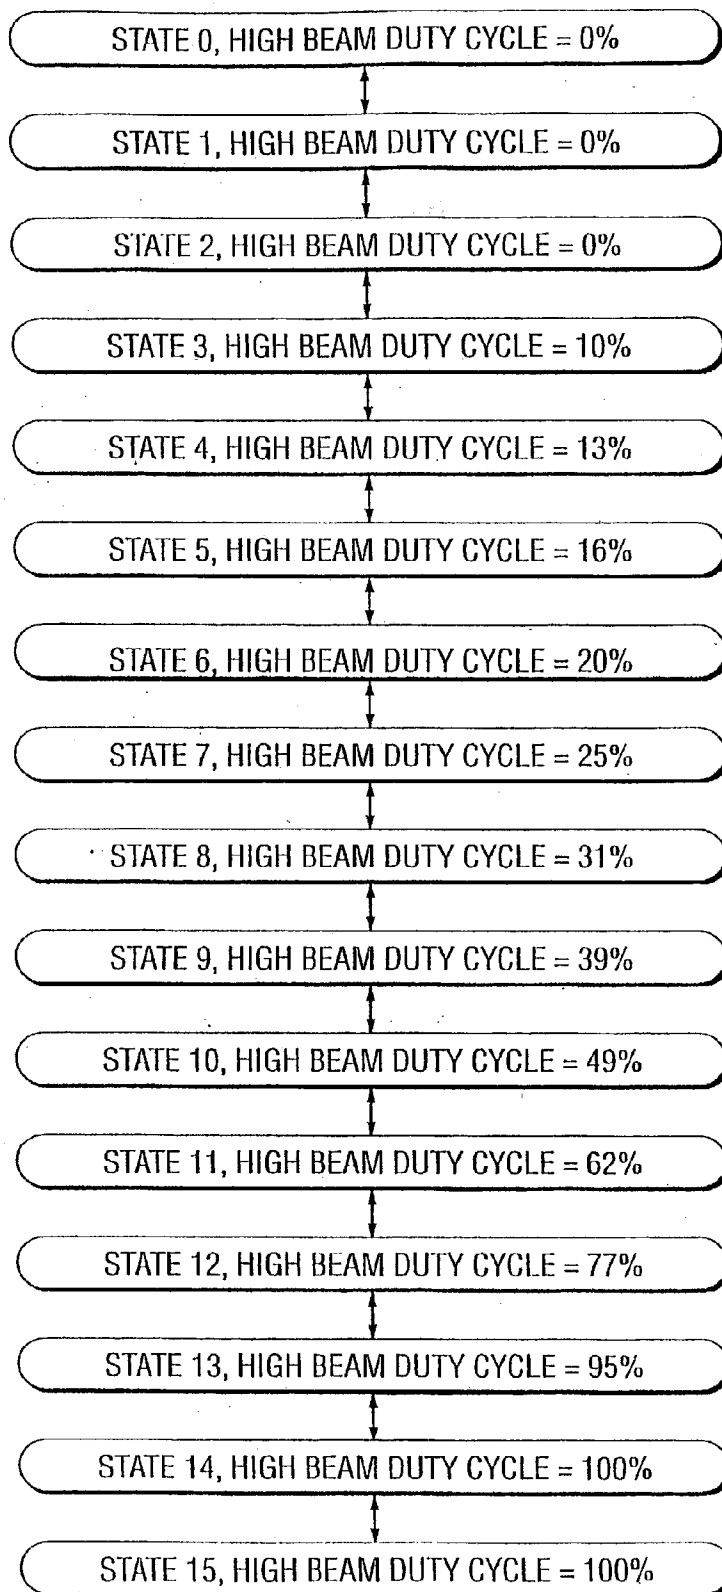 STATE 0, HIGH BEAM DUTY CYCLE = 0%
STATE 1, HIGH BEAM DUTY CYCLE = 0%
STATE 2, HIGH BEAM DUTY CYCLE = 0%
STATE 3, HIGH BEAM DUTY CYCLE = 10%
STATE 4, HIGH BEAM DUTY CYCLE = 13%
STATE 5, HIGH BEAM DUTY CYCLE = 16%
STATE 6, HIGH BEAM DUTY CYCLE = 20%
STATE 7, HIGH BEAM DUTY CYCLE = 25%
STATE 8, HIGH BEAM DUTY CYCLE = 31%
STATE 9, HIGH BEAM DUTY CYCLE = 39%
STATE 10, HIGH BEAM DUTY CYCLE = 49%
STATE 11, HIGH BEAM DUTY CYCLE = 62%
STATE 12, HIGH BEAM DUTY CYCLE = 77%
STATE 13, HIGH BEAM DUTY CYCLE = 95%
STATE 14, HIGH BEAM DUTY CYCLE = 100%
STATE 15, HIGH BEAM DUTY CYCLE = 100%